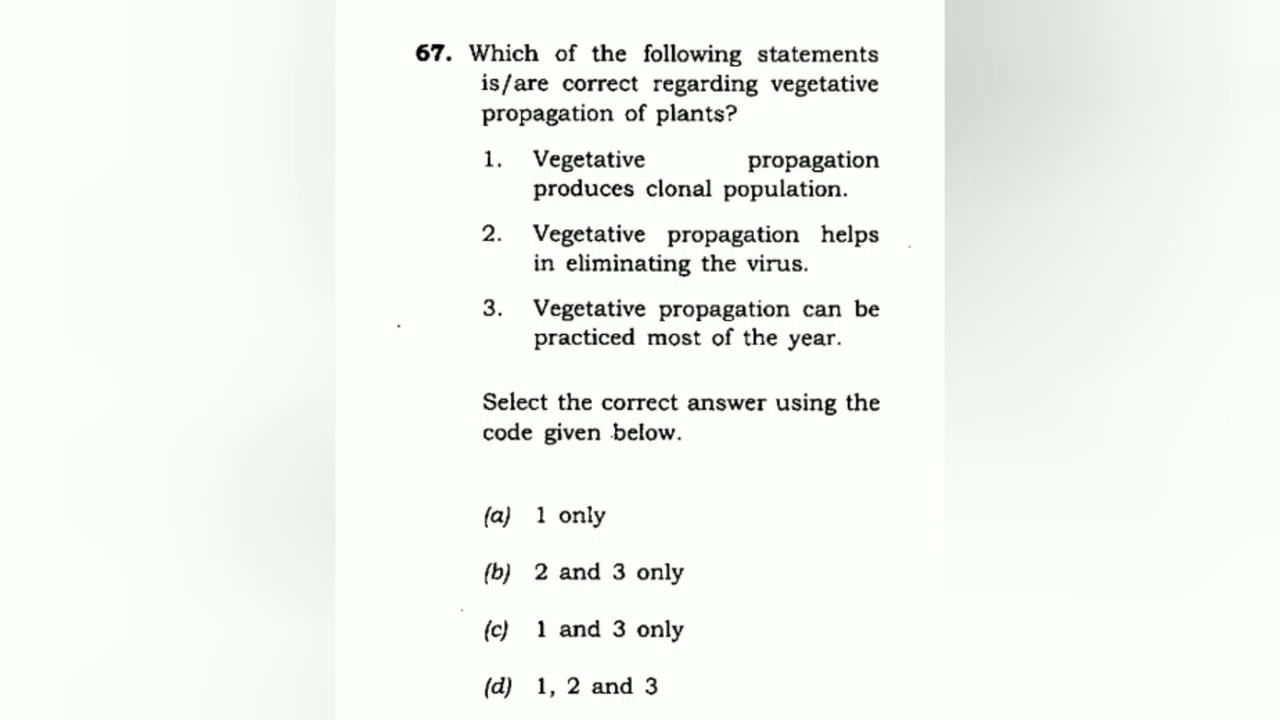 67. Which of the following statements
is/are correct regarding vegetative
propagation of plants?
1. Vegetative propagation
produces clonal population.
2. Vegetative propagation helps
in eliminating the virus.
3. Vegetative propagation can be
practiced most of the year.
Select the correct answer using the
code given below.
(a) 1 only
(b) 2 and 3 only
(c) 1 and 3 only
(d) 1, 2 and 3